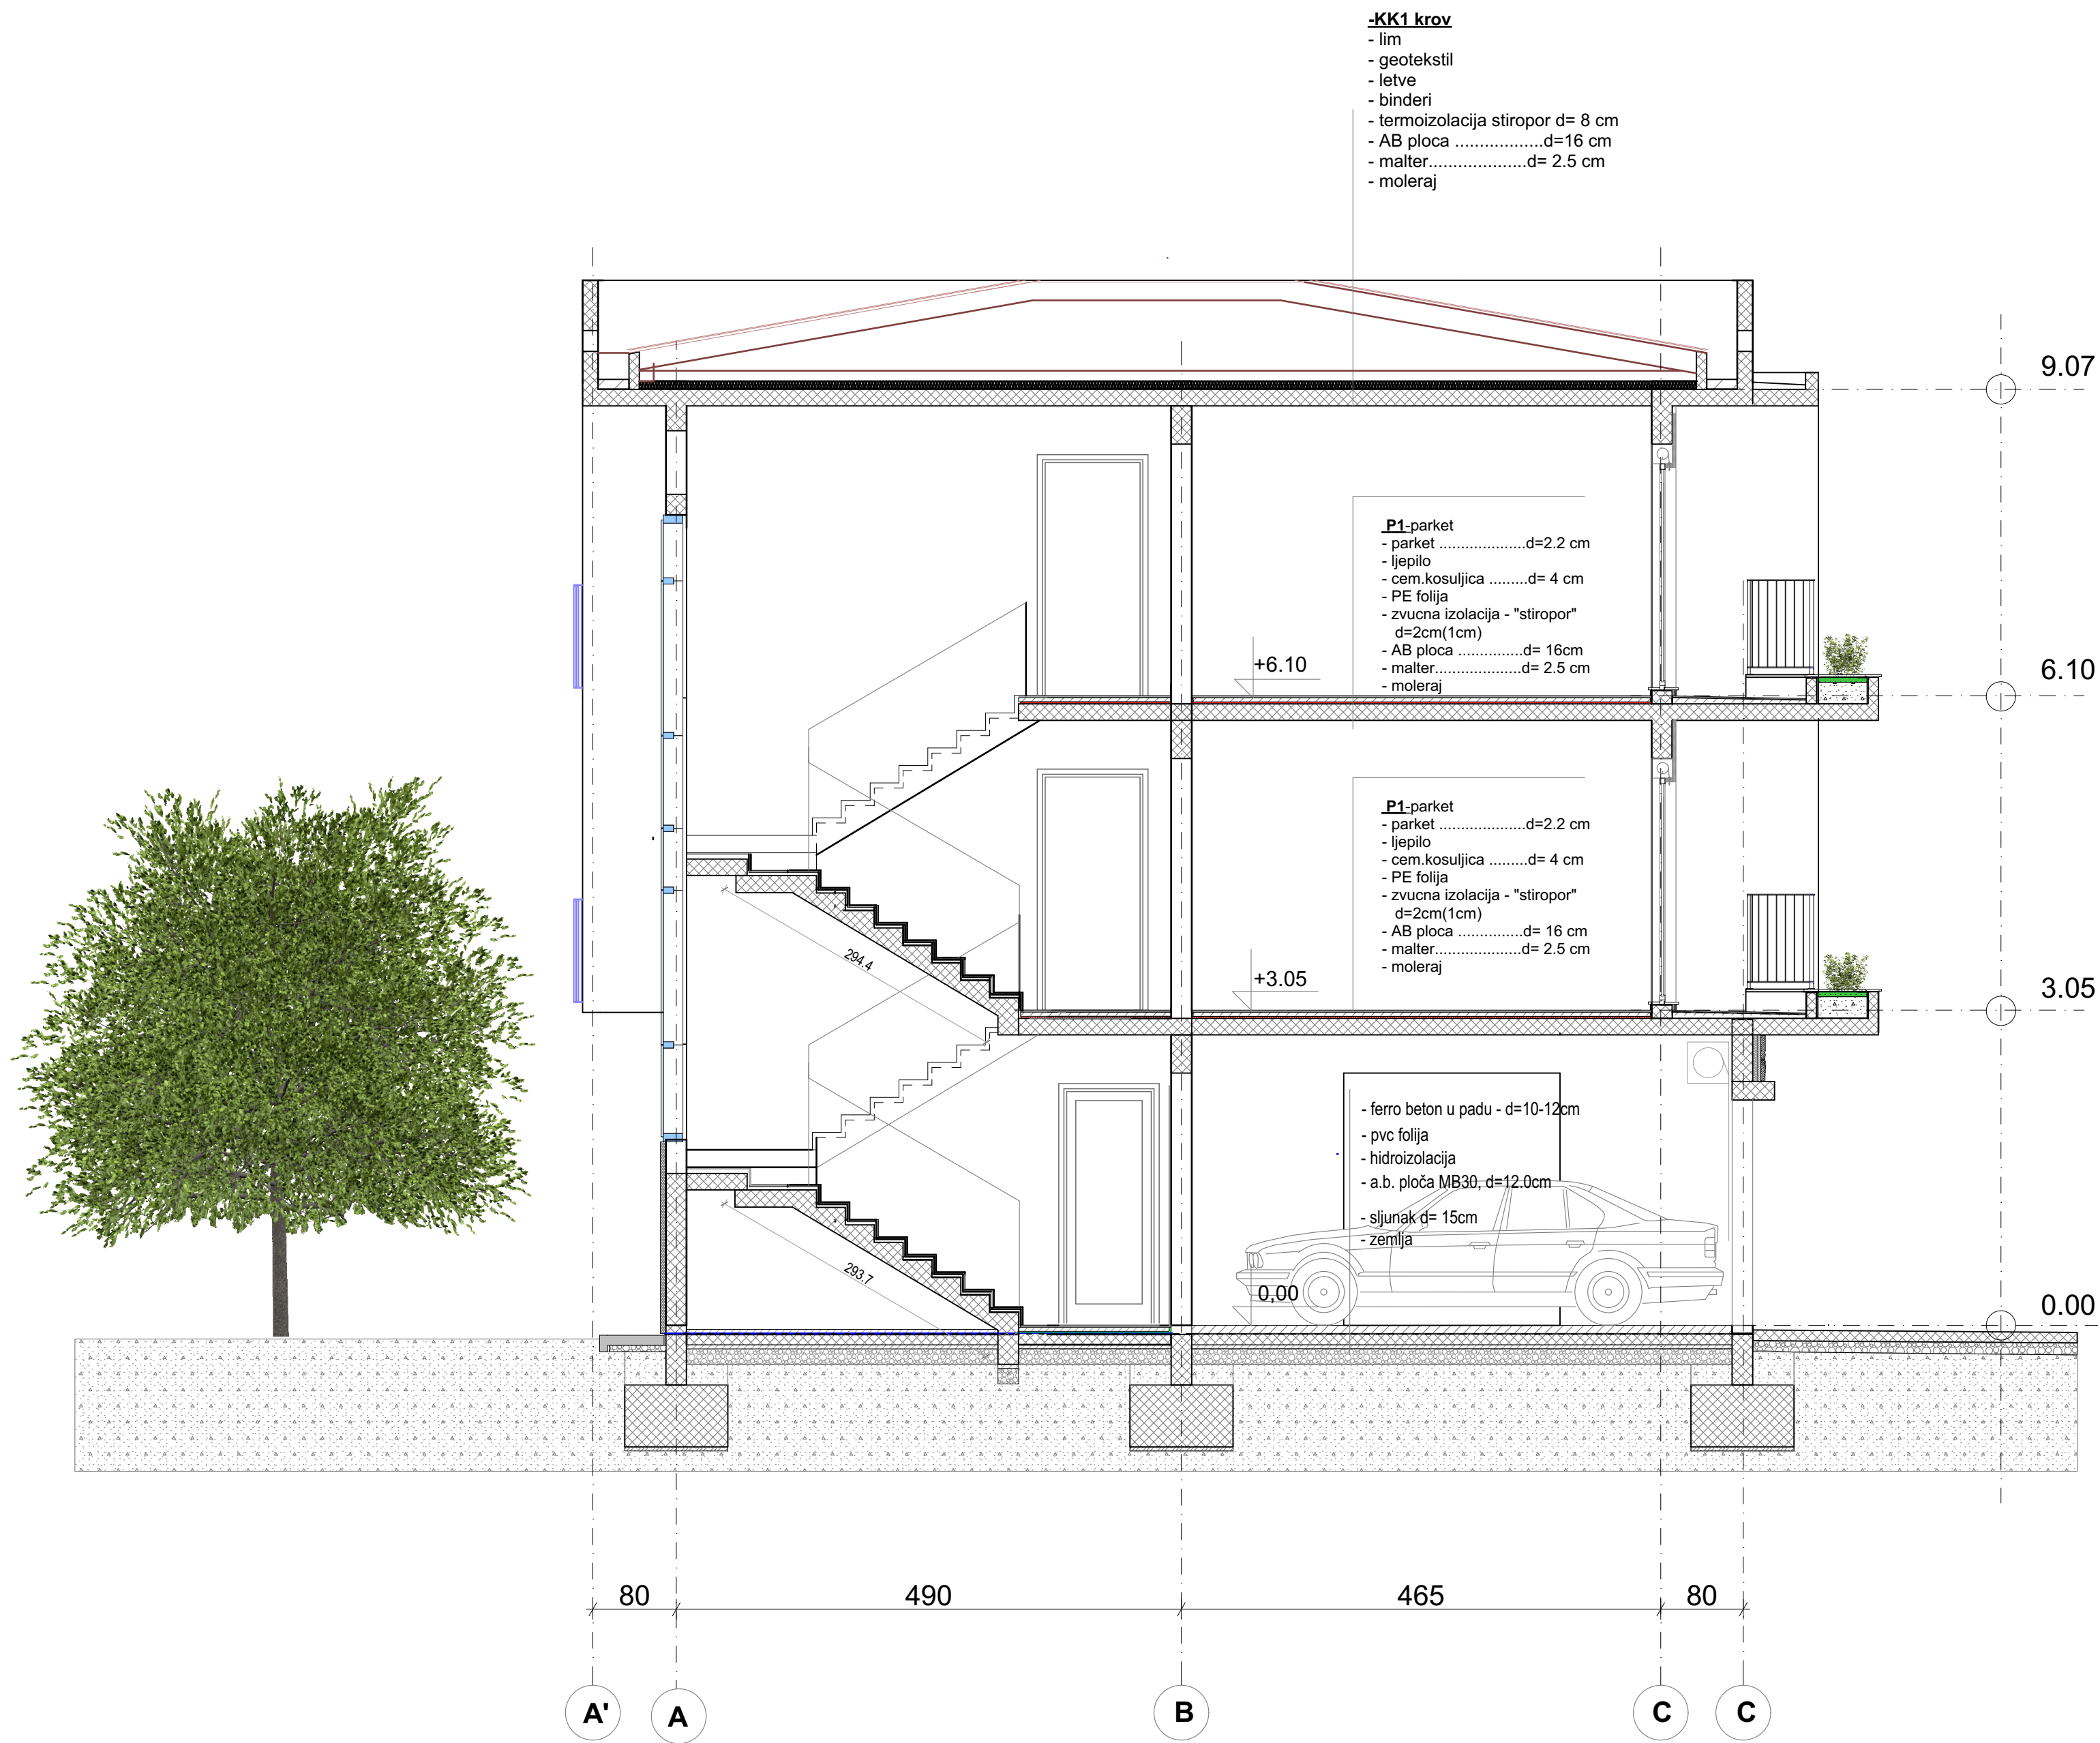 -KK1 krov
- lim
- geotekstil
- letve
- binderi
- termoizolacija stiropor d= 8 cm
- AB ploca ..................d=16 cm
- malter....................d= 2.5 cm
- moleraj
9.07
P1-parket
- parket ....................d=2.2 cm
- ljepilo
- cem.kosuljica .........d= 4 cm
- PE folija
- zvucna izolacija - "stiropor"
d=2cm(1cm)
- AB ploca ...............d= 16cm
- malter....................d= 2.5 cm
- moleraj
+6.10
6.10
P1-parket
- parket ....................d=2.2 cm
- ljepilo
- cem.kosuljica .........d= 4 cm
- PE folija
- zvucna izolacija - "stiropor"
d=2cm(1cm)
- AB ploca ...............d= 16 cm
- malter....................d= 2.5 cm
- moleraj
294.4
+3.05
3.05
- ferro beton u padu - d=10-12cm
- pvc folija
- hidroizolacija
- a.b. ploča MB30, d=12.0cm
- sljunak d= 15cm
- zemlja
293.7
0,00
0.00
80 490 465 80
A' A B C C